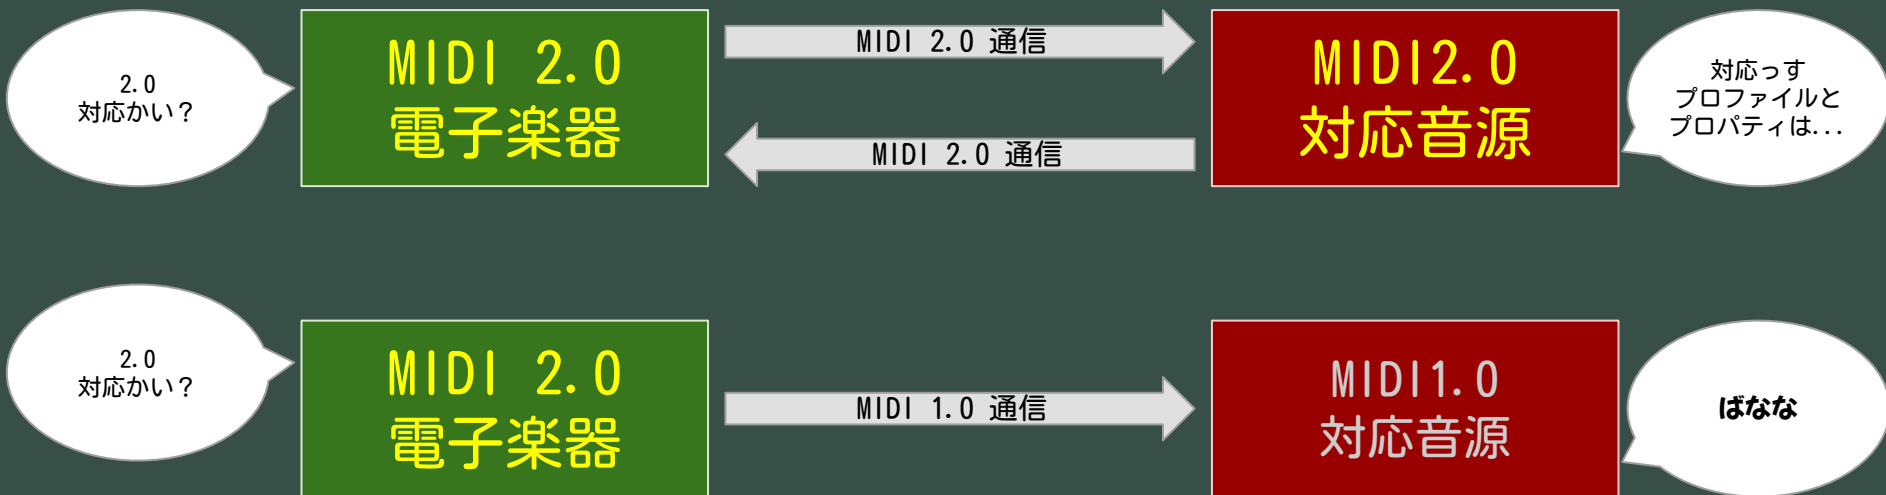 2.0
対応かい？
MIDI 2.0
電子楽器
MIDI 2.0 通信
MIDI 2.0 通信
MIDI2.0
対応音源
対応っす
プロファイルと
プロパティは...
2.0
対応かい？
MIDI 2.0
電子楽器
MIDI 1.0 通信
MIDI1.0
対応音源
ばなな